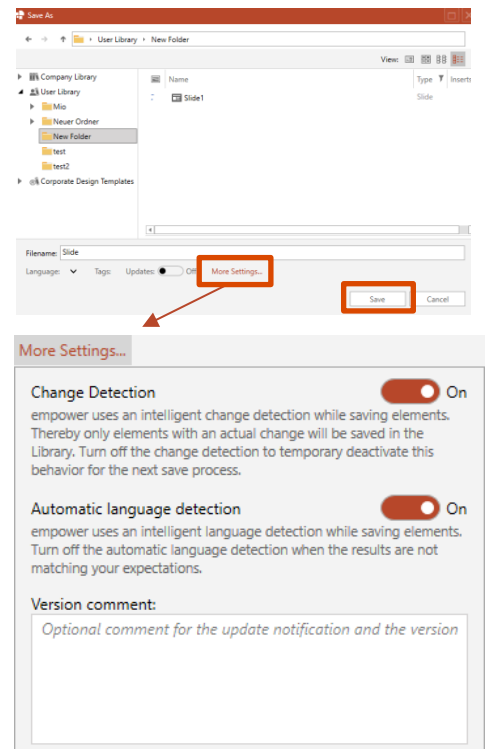 Save As
User Library › New Folder
View:
Company Library
Name
Type
Inserts
User Library
Slide1
Slide
Mio
Neuer Ordner
New Folder
test
test2
Corporate Design Templates
Filename: Slide
Language: Tags: Updates: Off More Settings...
Save Cancel
More Settings...
Change Detection On
empower uses an intelligent change detection while saving elements.
Thereby only elements with an actual change will be saved in the
Library. Turn off the change detection to temporary deactivate this
behavior for the next save process.
Automatic language detection On
empower uses an intelligent language detection while saving elements.
Turn off the automatic language detection when the results are not
matching your expectations.
Version comment:
Optional comment for the update notification and the version